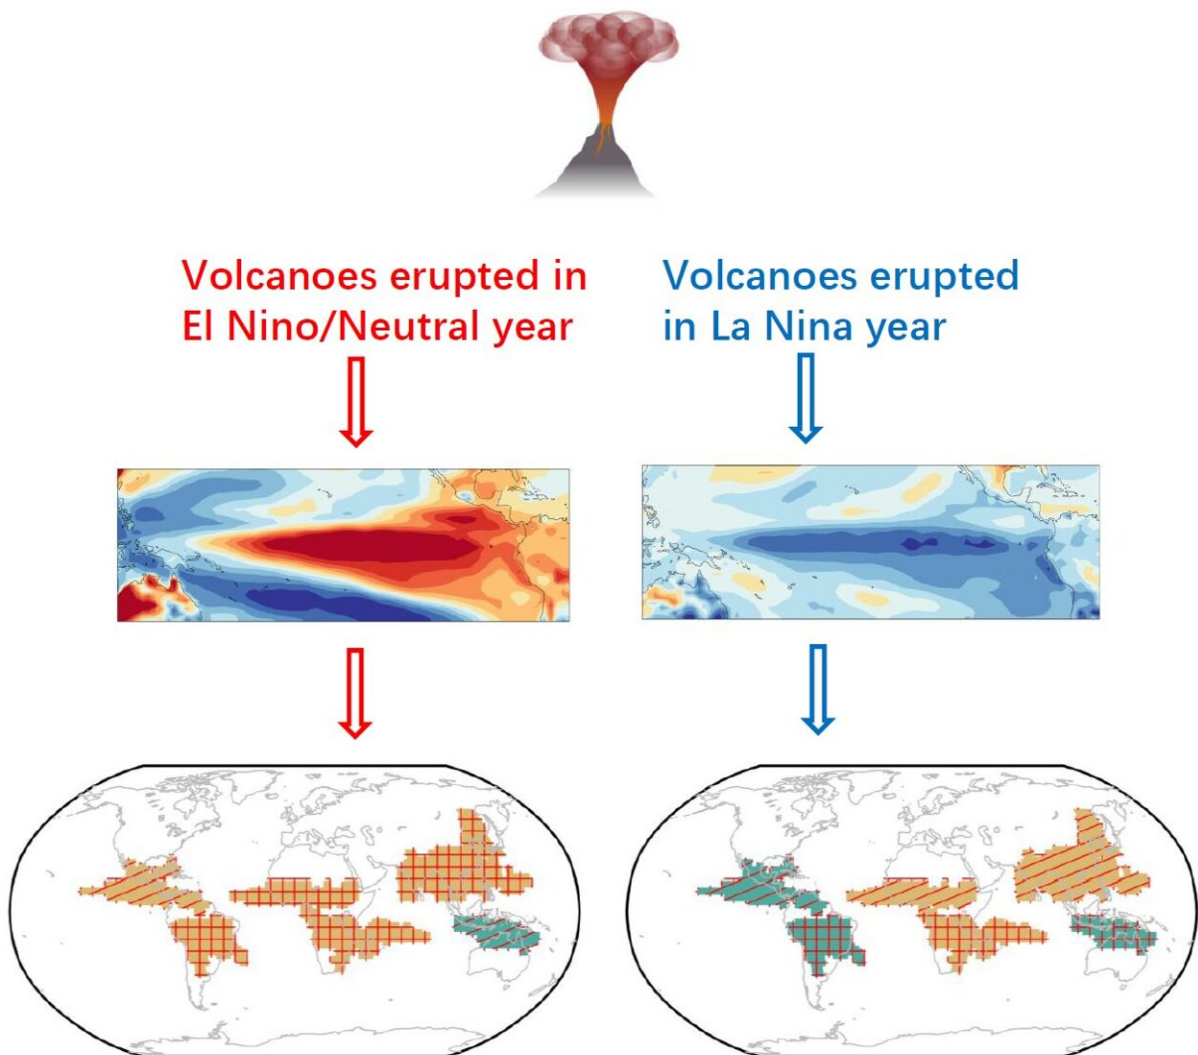 Volcanoes erupted in
El Nino/Neutral year
Volcanoes erupted
in La Nina year